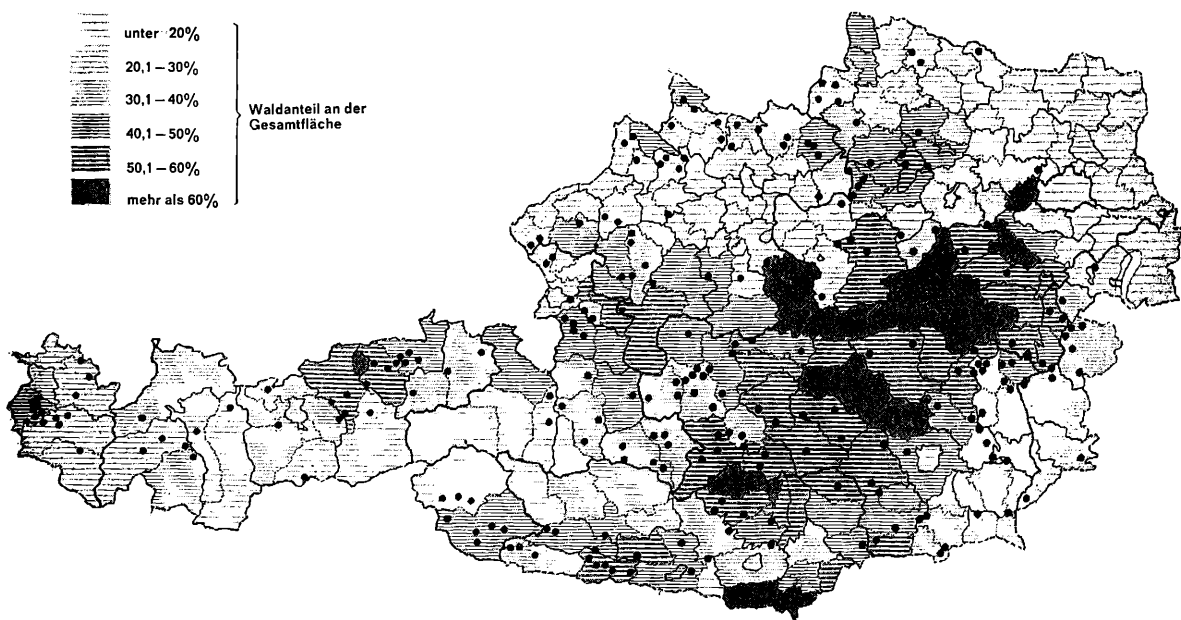 unter 20%
20,1–30%
30,1–40%
40,1–50%
50,1–60%
mehr als 60%
Waldanteil an der
Gesamtfläche